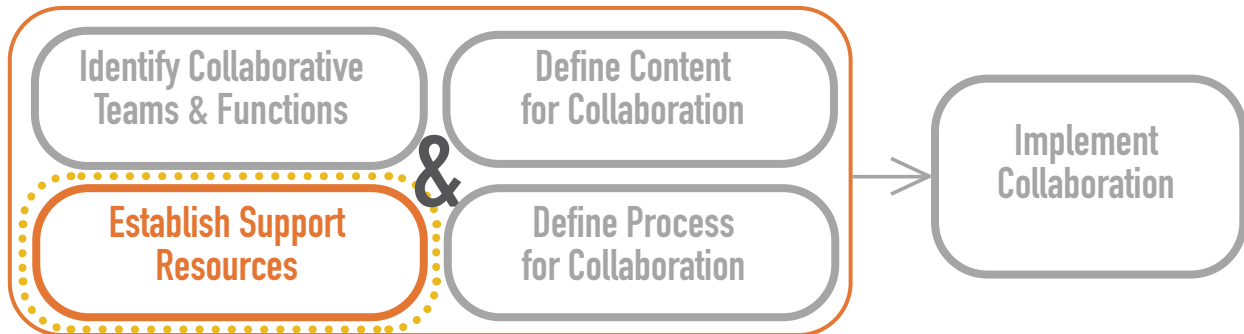 Identify Collaborative
Teams & Functions
Define Content
for Collaboration
&
Establish Support
Resources
Define Process
for Collaboration
Implement
Collaboration